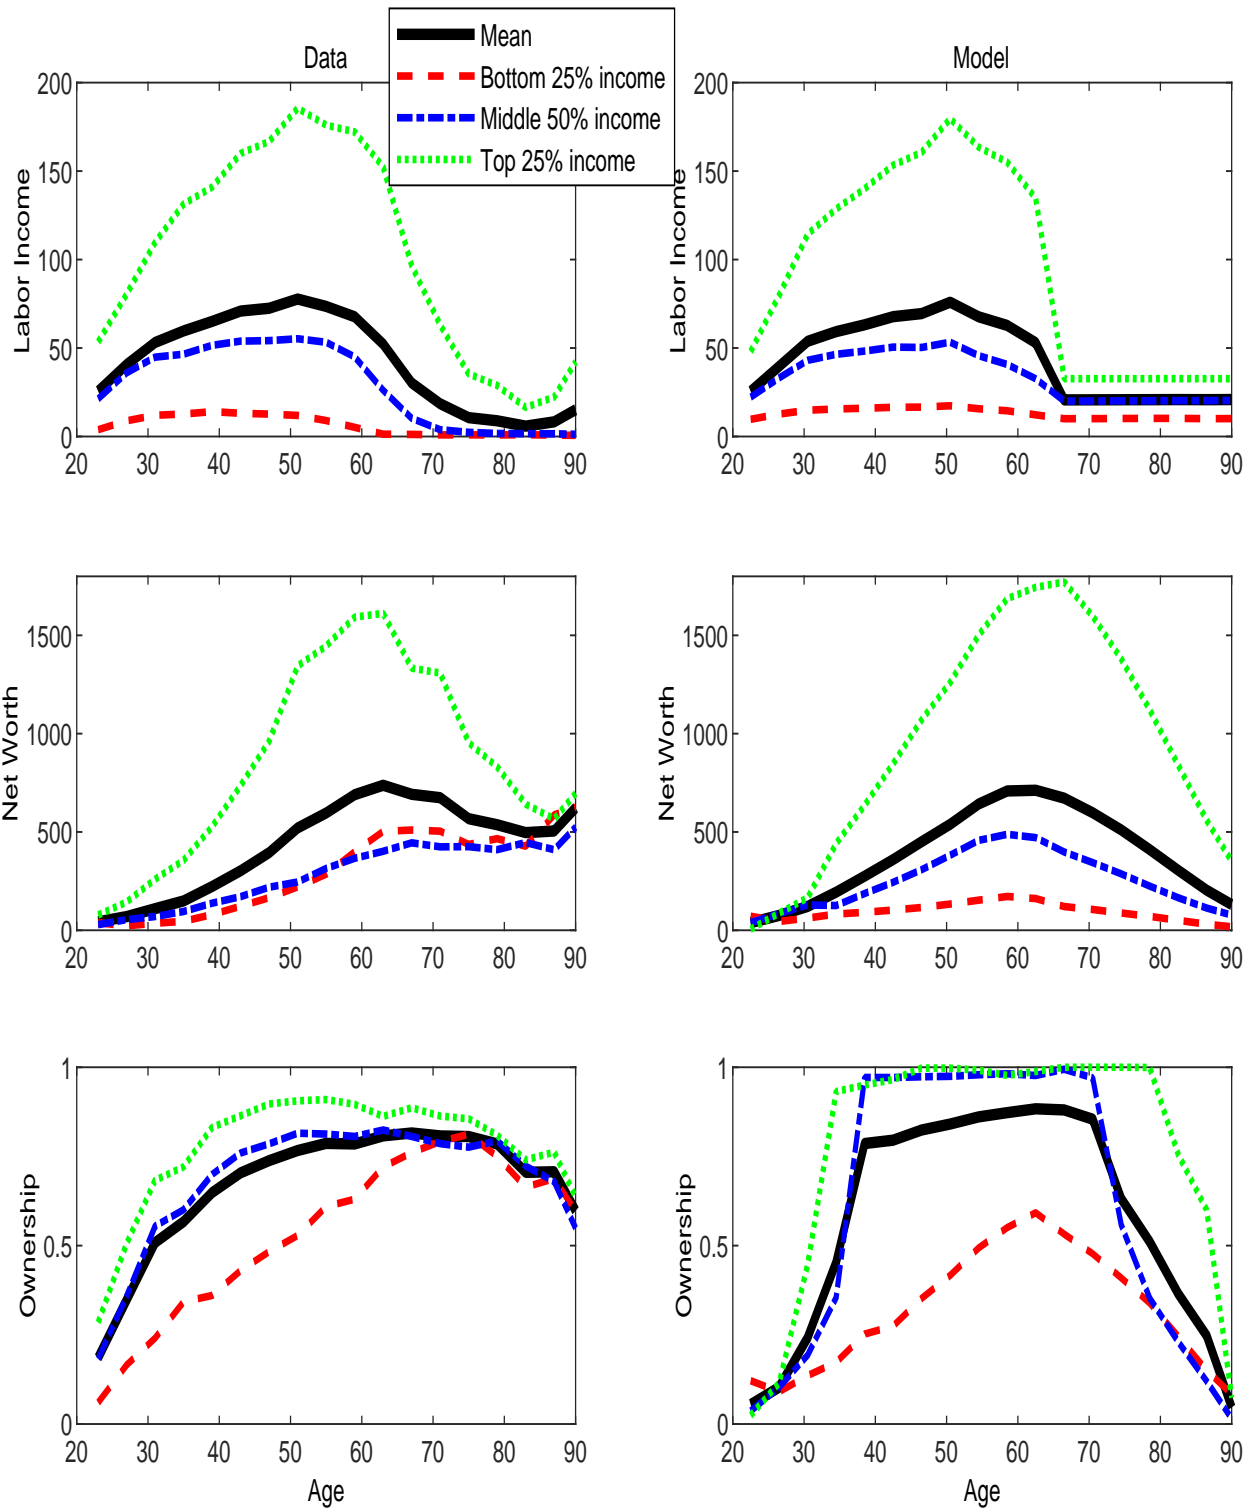 Mean
Bottom 25% income
Middle 50% income
Top 25% income
Data
Labor Income
200
150
100
50
0
20 30 40 50 60 70 80 90
Model
Labor Income
200
150
100
50
0
20 30 40 50 60 70 80 90
Net Worth
1500
1000
500
0
20 30 40 50 60 70 80 90
Net Worth
1500
1000
500
0
20 30 40 50 60 70 80 90
Ownership
1
0.5
0
20 30 40 50 60 70 80 90
Age
Ownership
1
0.5
0
20 30 40 50 60 70 80 90
Age